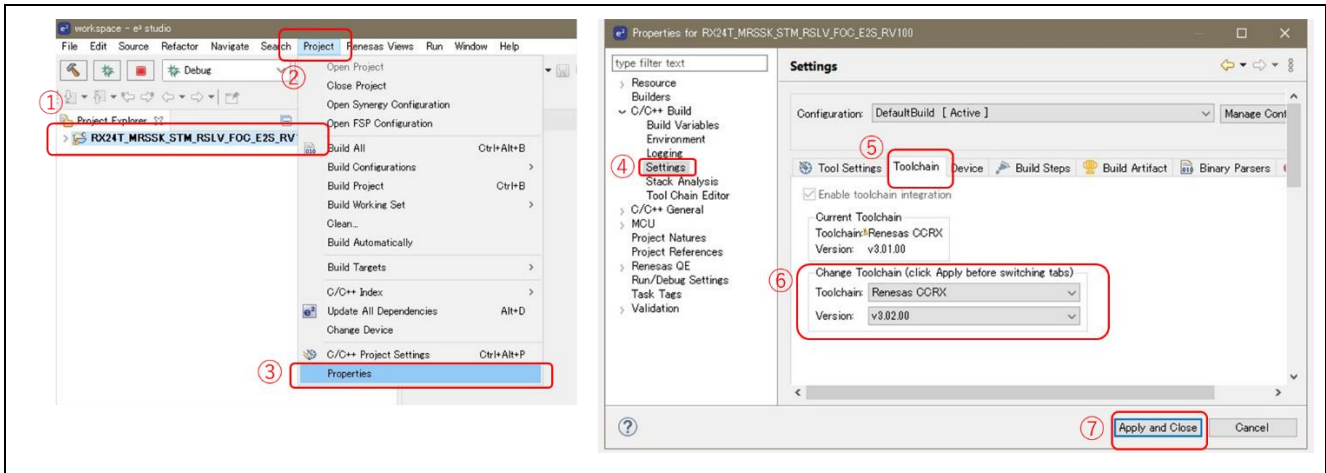 workspace - e² studio
File Edit Source Refactor Navigate Search Project Renesas Views Run Window Help
Debug
②
Open Project
Close Project
Open Synergy Configuration
Open FSP Configuration
Build All Ctrl+Alt+B
Build Configurations
Build Project Ctrl+B
Build Working Set
Clean...
Build Automatically
Build Targets
C/C++ Index
Update All Dependencies Alt+D
Change Device
C/C++ Project Settings Ctrl+Alt+P
③ Properties
①
Project Explorer
RX24T_MRSSK_STM_RSLV_FOC_E2S_RV
Properties for RX24T_MRSSK_STM_RSLV_FOC_E2S_RV100
type filter text
Resource
Builders
C/C++ Build
Build Variables
Environment
Logging
④ Settings
Stack Analysis
Tool Chain Editor
C/C++ General
MCU
Project Natures
Project References
Renesas QE
Run/Debug Settings
Task Tags
Validation
Settings
Configuration: DefaultBuild [ Active ] Manage Conf
⑤
Tool Settings Toolchain Device Build Steps Build Artifact Binary Parsers
Enable toolchain integration
Current Toolchain
Toolchain: Renesas CCRX
Version: v3.01.00
⑥
Change Toolchain (click Apply before switching tabs)
Toolchain: Renesas CCRX
Version: v3.02.00
⑦ Apply and Close Cancel